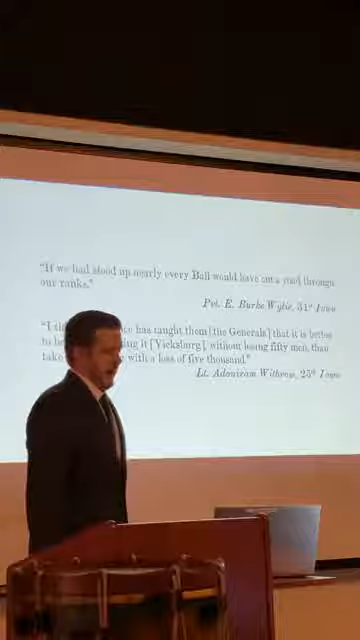 "If we had stood up nearly every Ball would have cut a road through
our ranks."
Pvt. E. Burke Wylie, 31st Iowa
"I ce has taught them [the Generals] that it is better
to be ing it [Vicksburg], without losing fifty men, than
take with a loss of five thousand."
Lt. Adoniram Withrow, 25th Iowa